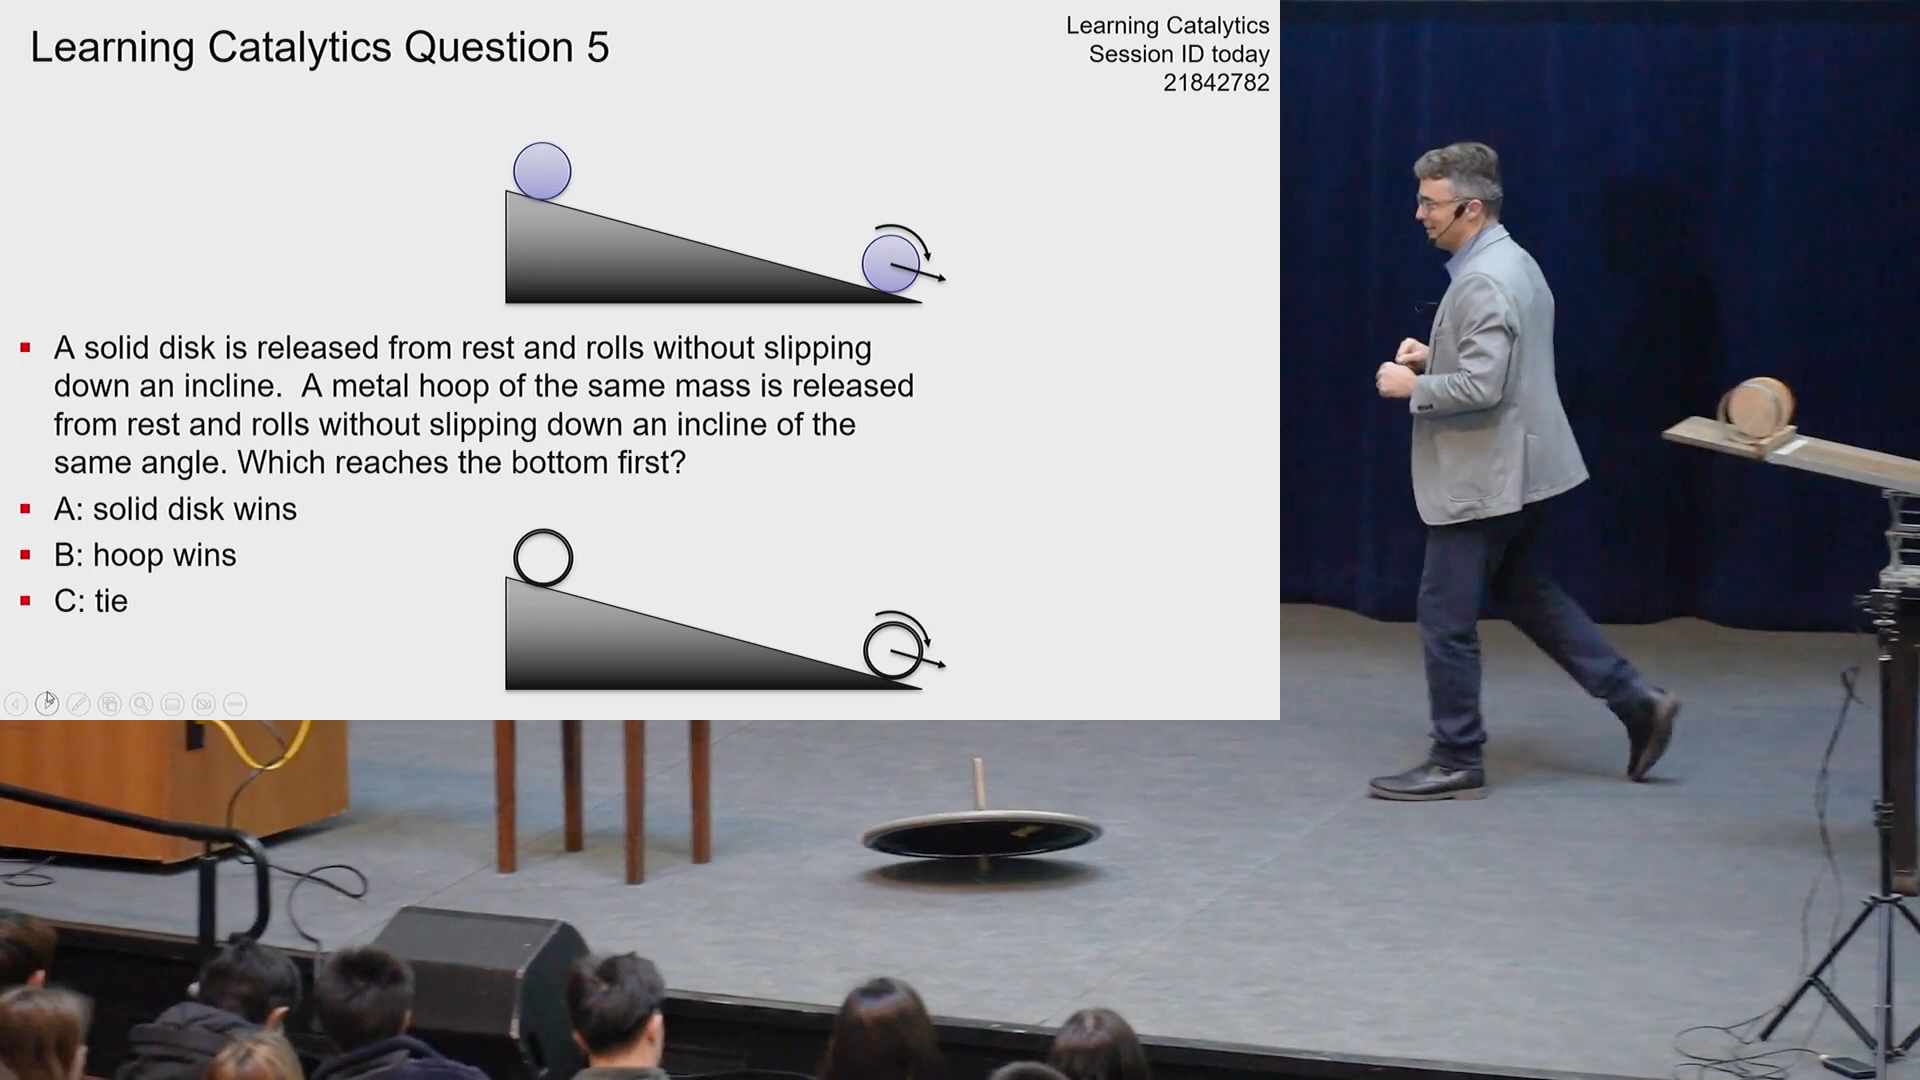 Learning Catalytics Question 5
Learning Catalytics
Session ID today
21842782
A solid disk is released from rest and rolls without slipping
down an incline. A metal hoop of the same mass is released
from rest and rolls without slipping down an incline of the
same angle. Which reaches the bottom first?
A: solid disk wins
B: hoop wins
C: tie